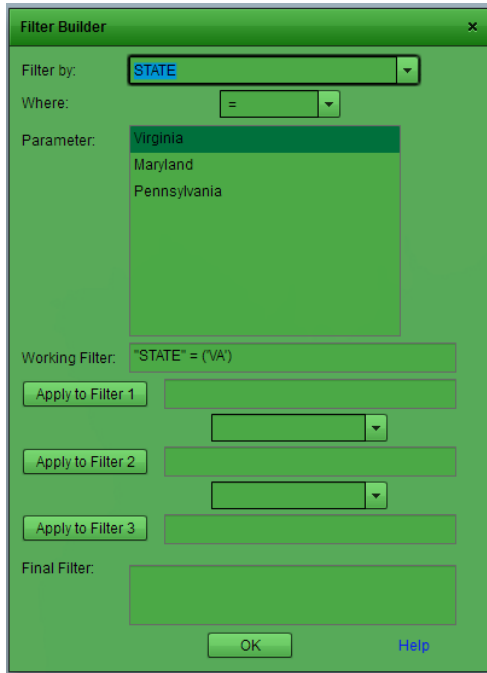 Filter Builder ×
Filter by: STATE
Where: =
Parameter: Virginia
Maryland
Pennsylvania
Working Filter: "STATE" = ('VA')
Apply to Filter 1
Apply to Filter 2
Apply to Filter 3
Final Filter:
OK Help